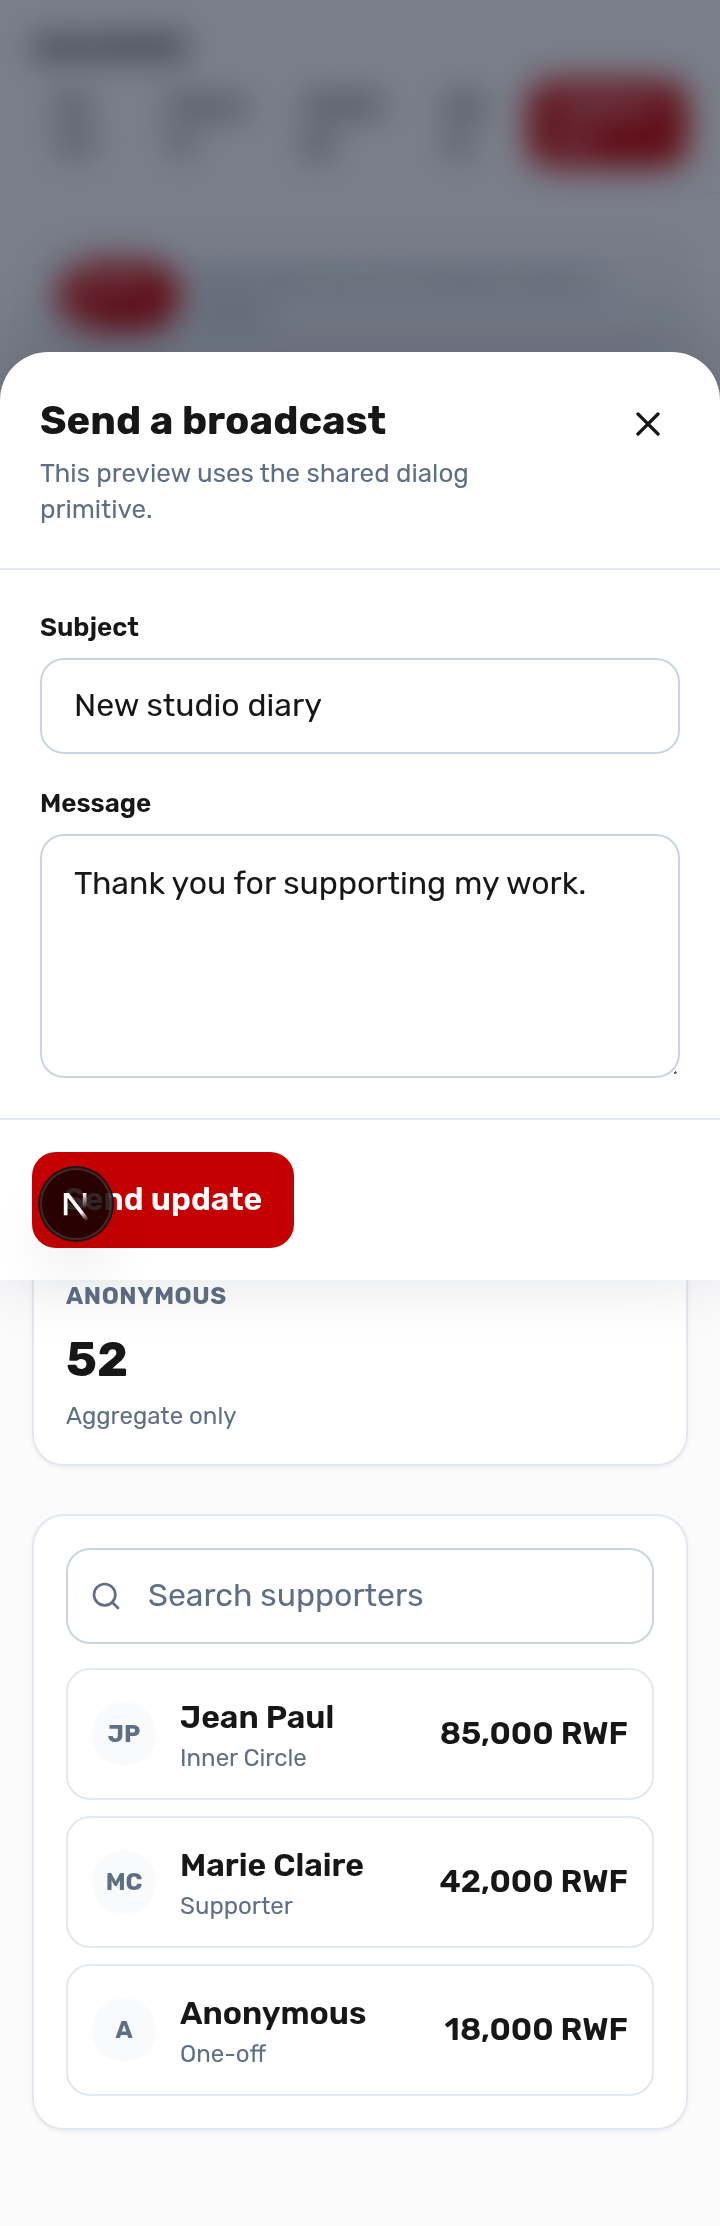 Send a broadcast
This preview uses the shared dialog
primitive.
Subject
New studio diary
Message
Thank you for supporting my work.
Send update
N
ANONYMOUS
52
Aggregate only
Search supporters
JP
Jean Paul
Inner Circle
85,000 RWF
MC
Marie Claire
Supporter
42,000 RWF
A
Anonymous
One-off
18,000 RWF